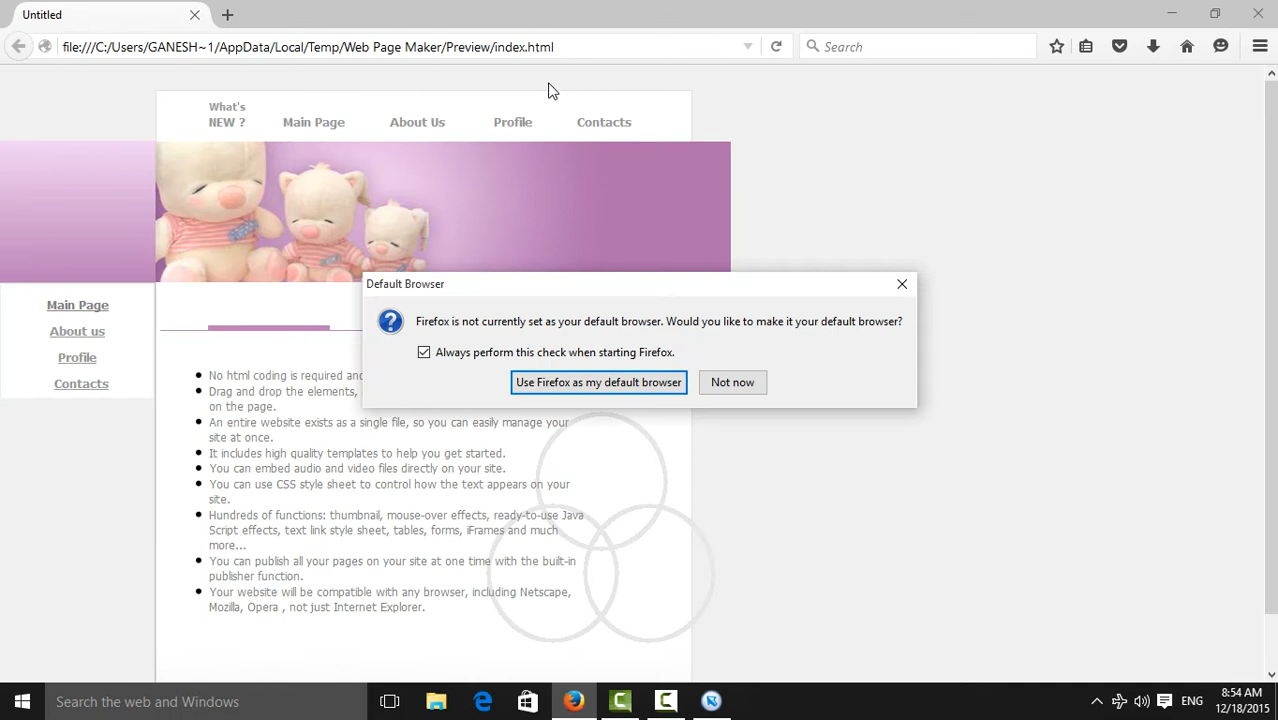 Untitled
file:///C:/Users/GANESH~1/AppData/Local/Temp/Web Page Maker/Preview/index.html
Search
What's
NEW ?
Main Page
About Us
Profile
Contacts
Main Page
About us
Profile
Contacts
Default Browser
Firefox is not currently set as your default browser. Would you like to make it your default browser?
Always perform this check when starting Firefox.
Use Firefox as my default browser
Not now
No html coding is required and
Drag and drop the elements,
on the page.
An entire website exists as a single file, so you can easily manage your
site at once.
It includes high quality templates to help you get started.
You can embed audio and video files directly on your site.
You can use CSS style sheet to control how the text appears on your
site.
Hundreds of functions: thumbnail, mouse-over effects, ready-to-use Java
Script effects, text link style sheet, tables, forms, iFrames and much
more...
You can publish all your pages on your site at one time with the built-in
publisher function.
Your website will be compatible with any browser, including Netscape,
Mozilla, Opera , not just Internet Explorer.
Search the web and Windows
ENG
8:54 AM
12/18/2015